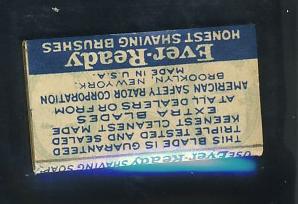 USE Ever-Ready SHAVING SOAP
THIS BLADE IS GUARANTEED
TRIPLE TESTED AND SEALED
KEENEST CLEANEST MADE
EXTRA BLADES
AT ALL DEALERS OR FROM
AMERICAN SAFETY RAZOR CORPORATION
BROOKLYN, NEW YORK.
MADE IN U.S.A.
Ever-Ready
HONEST SHAVING BRUSHES